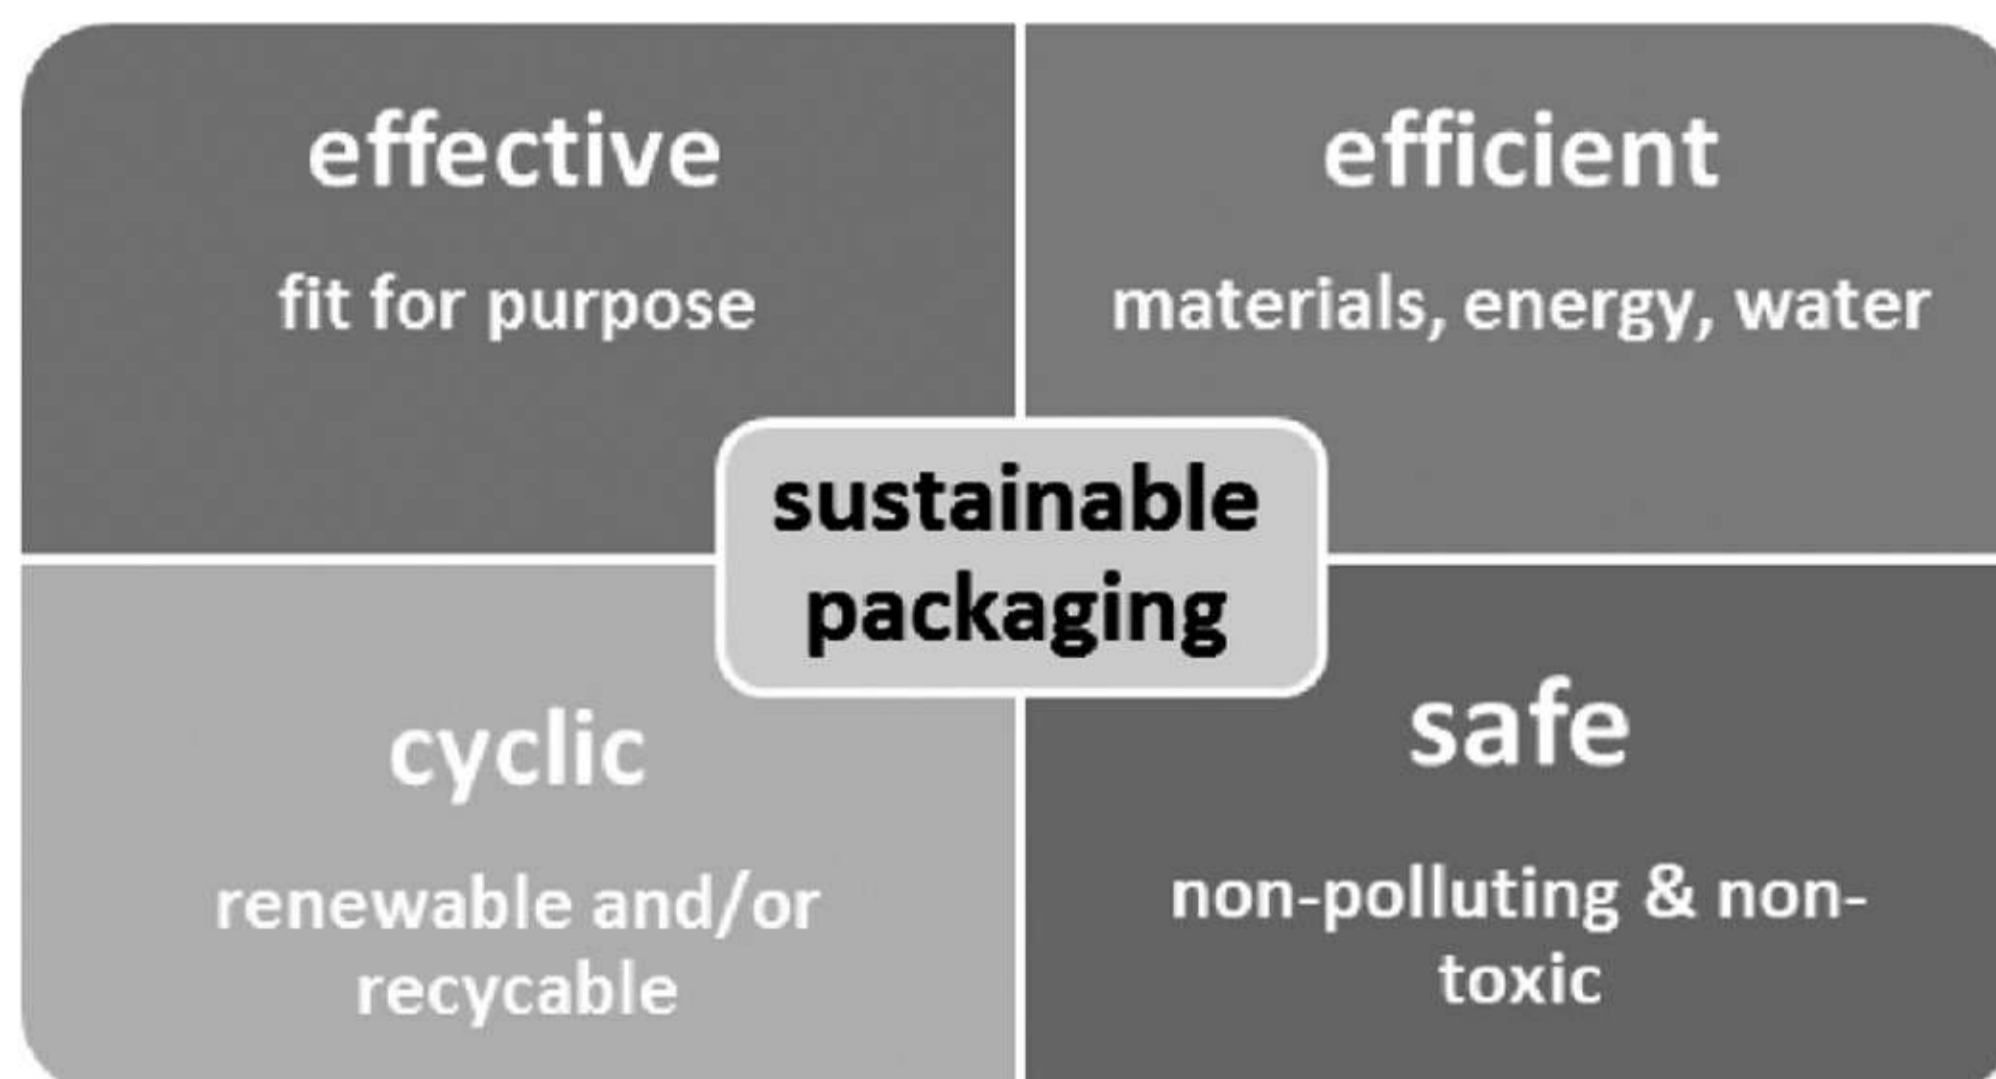 effective
fit for purpose
efficient
materials, energy, water
sustainable
packaging
cyclic
renewable and/or
recycable
safe
non-polluting & non-
toxic